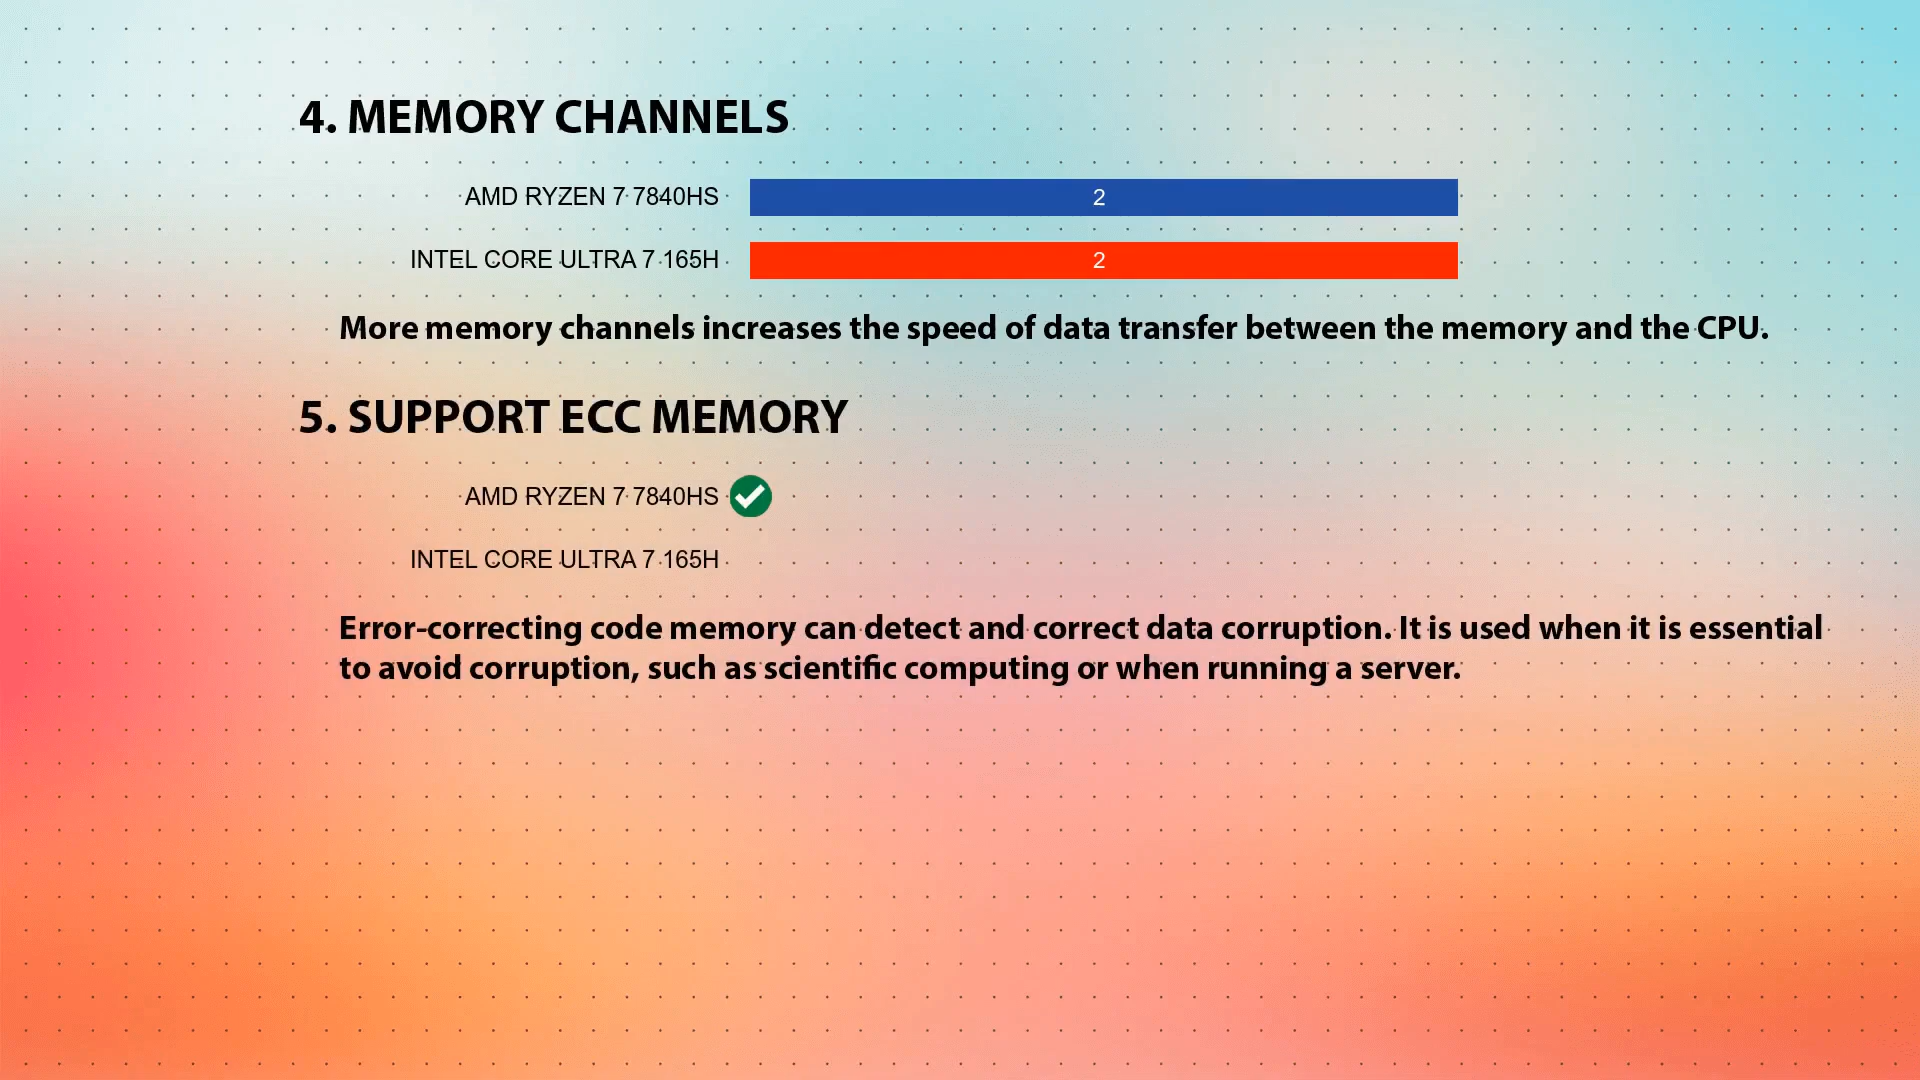 4. MEMORY CHANNELS
AMD RYZEN 7 7840HS
2
INTEL CORE ULTRA 7 165H
2
More memory channels increases the speed of data transfer between the memory and the CPU.
5. SUPPORT ECC MEMORY
AMD RYZEN 7 7840HS
INTEL CORE ULTRA 7 165H
Error-correcting code memory can detect and correct data corruption. It is used when it is essential
to avoid corruption, such as scientific computing or when running a server.